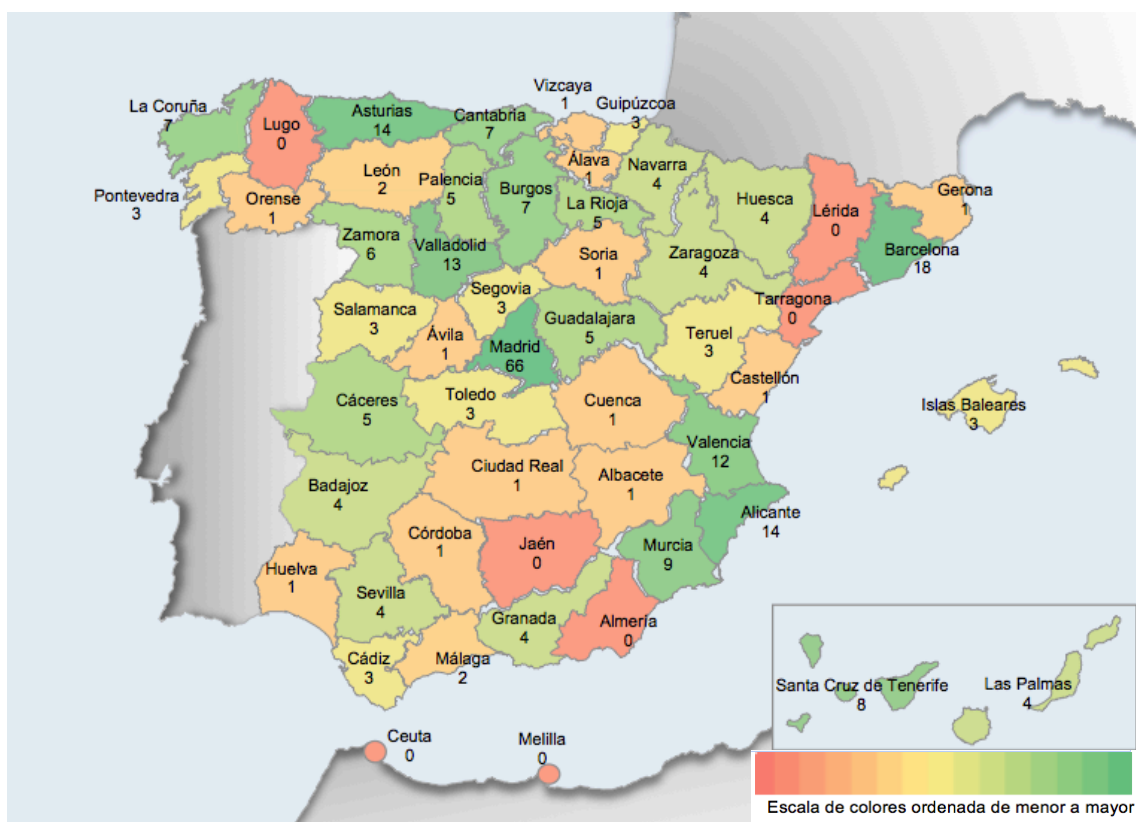 Vizcaya
1
Guipúzcoa
3
La Coruña
7
Lugo
0
Asturias
14
Cantabria
7
Álava
1
Navarra
4
León
2
Palencia
5
Burgos
7
La Rioja
5
Huesca
4
Lérida
0
Gerona
1
Pontevedra
3
Orense
1
Zamora
6
Valladolid
13
Soria
1
Zaragoza
4
Barcelona
18
Segovia
3
Tarragona
0
Salamanca
3
Ávila
1
Madrid
66
Guadalajara
5
Teruel
3
Castellón
1
Cáceres
5
Toledo
3
Cuenca
1
Islas Baleares
3
Valencia
12
Ciudad Real
1
Albacete
1
Badajoz
4
Alicante
14
Córdoba
1
Jaén
0
Murcia
9
Huelva
1
Sevilla
4
Granada
4
Almería
0
Cádiz
3
Málaga
2
Santa Cruz de Tenerife
8
Las Palmas
4
Ceuta
0
Melilla
0
Escala de colores ordenada de menor a mayor